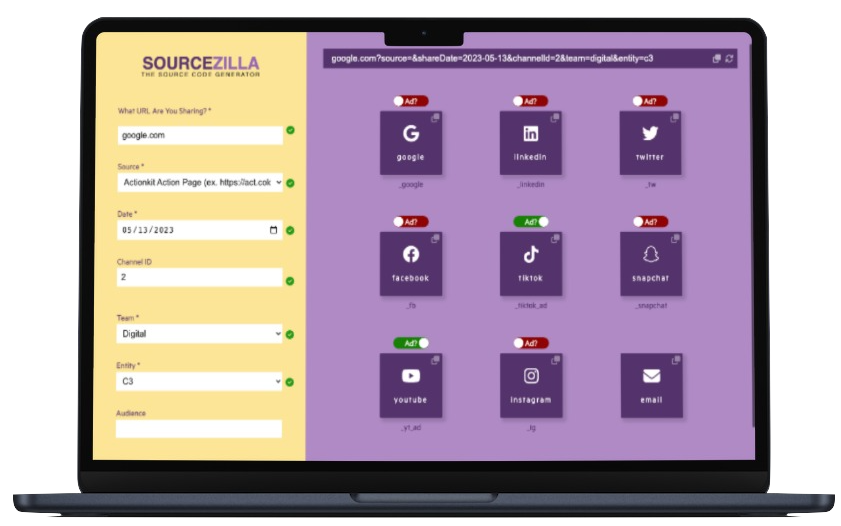 SOURCEZILLA
THE SOURCE CODE GENERATOR
What URL Are You Sharing? *
google.com
Source *
Actionkit Action Page (ex. https://act.col
Date *
05/13/2023
Channel ID
2
Team *
Digital
Entity *
C3
Audience
google.com?source=&shareDate=2023-05-13&channelId=2&team=digital&entity=c3
Ad? Ad? Ad?
google linkedin twitter
_google _linkedin _tw
Ad? Ad? Ad?
facebook tiktok snapchat
_fb _tiktok_ad _snapchat
Ad? Ad?
youtube instagram email
_yt_ad _ig